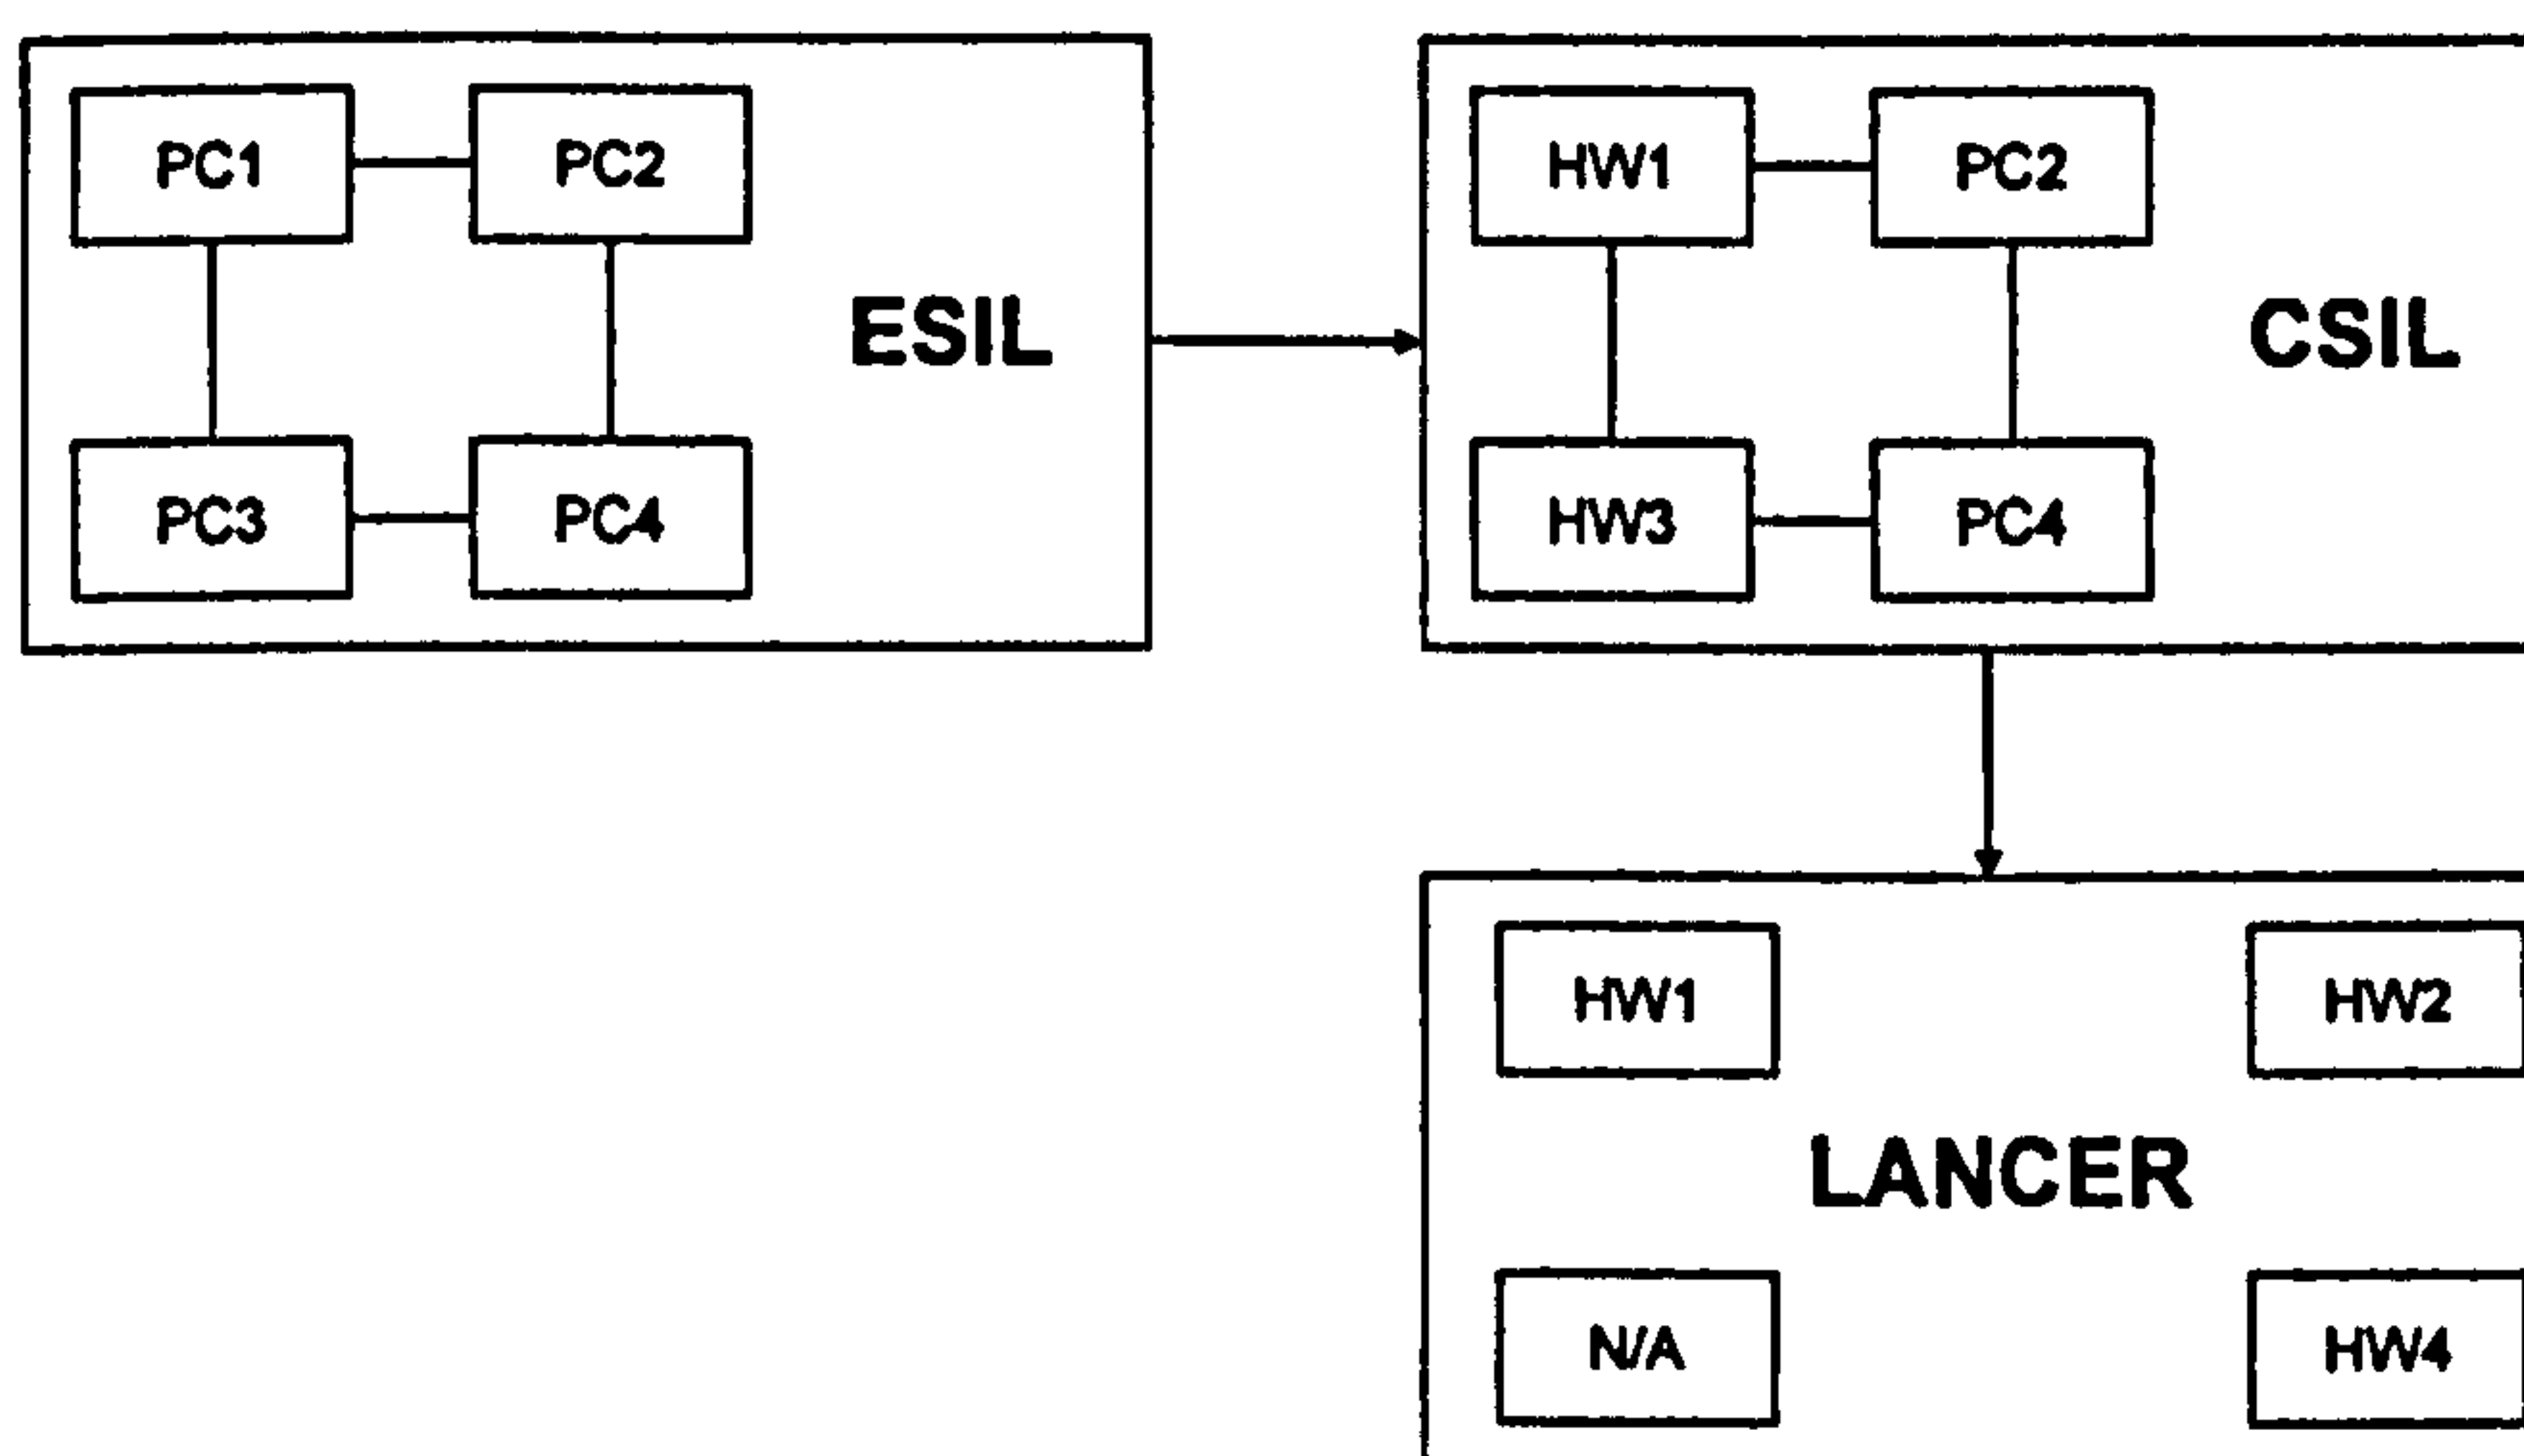 PC1 PC2
ESIL
PC3 PC4
HW1 PC2
CSIL
HW3 PC4
HW1 HW2
LANCER
N/A HW4